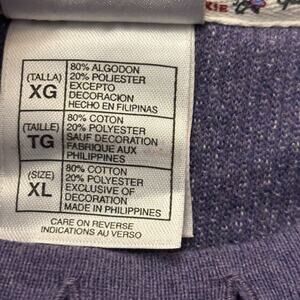 (TALLA)
XG
80% ALGODON
20% POLIESTER
EXCEPTO
DECORACION
HECHO EN FILIPINAS
(TAILLE)
TG
80% COTON
20% POLYESTER
SAUF DECORATION
FABRIQUE AUX
PHILIPPINES
(SIZE)
XL
80% COTTON
20% POLYESTER
EXCLUSIVE OF
DECORATION
MADE IN PHILIPPINES
CARE ON REVERSE
INDICATIONS AU VERSO